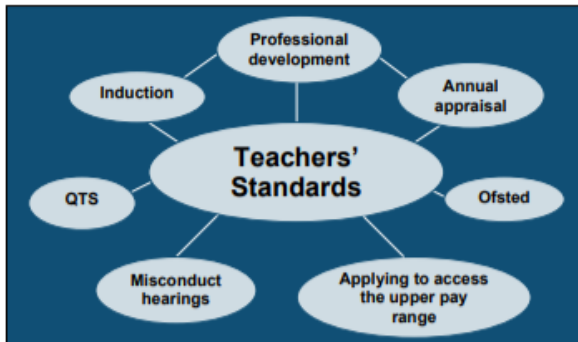 Professional
development
Induction
Annual
appraisal
Teachers'
Standards
QTS
Ofsted
Misconduct
hearings
Applying to access
the upper pay
range